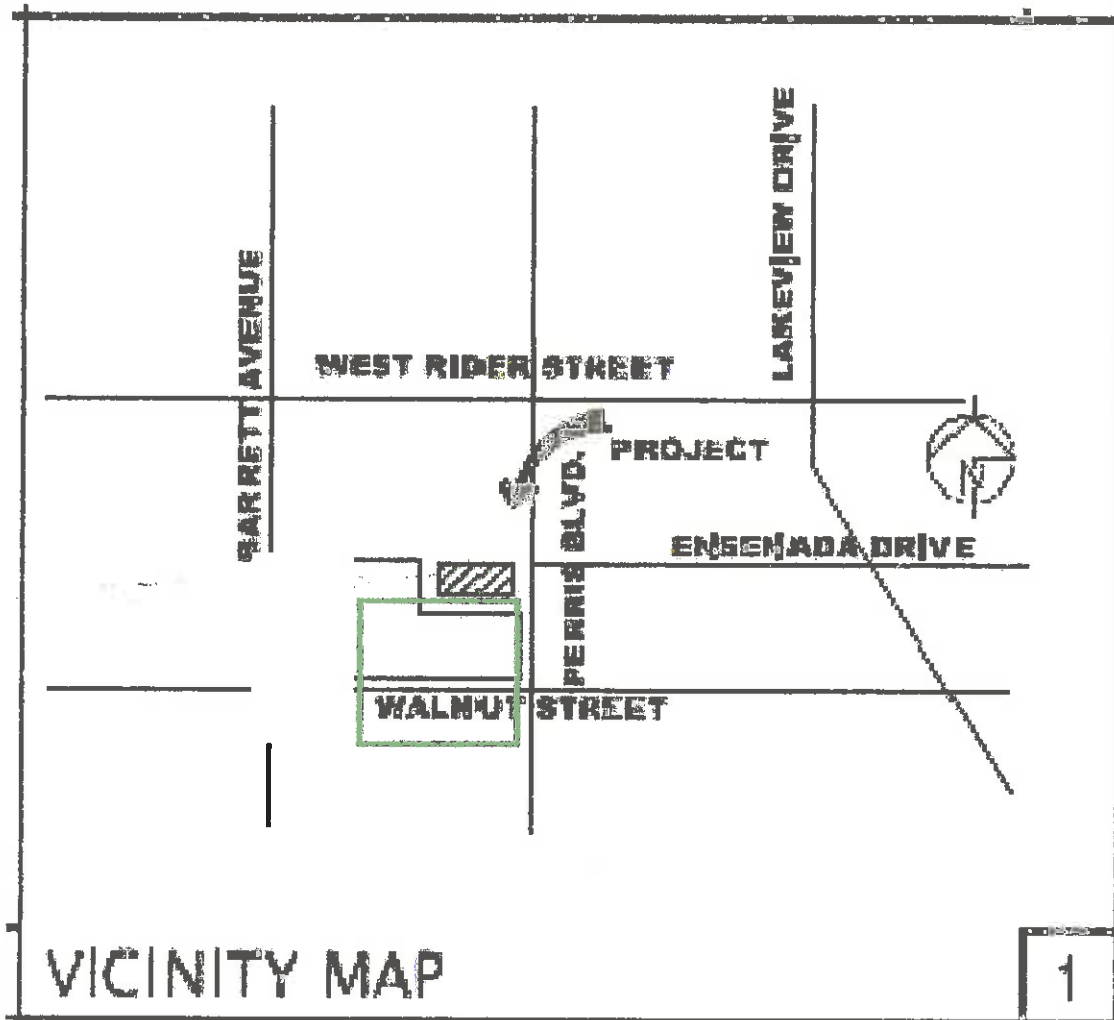 LAKEVIEW DRIVE
BARRETT AVENUE
WEST RIDER STREET
PROJECT
N
PERRIS BLVD.
ENSENADA DRIVE
WALNUT STREET
VICINITY MAP
1